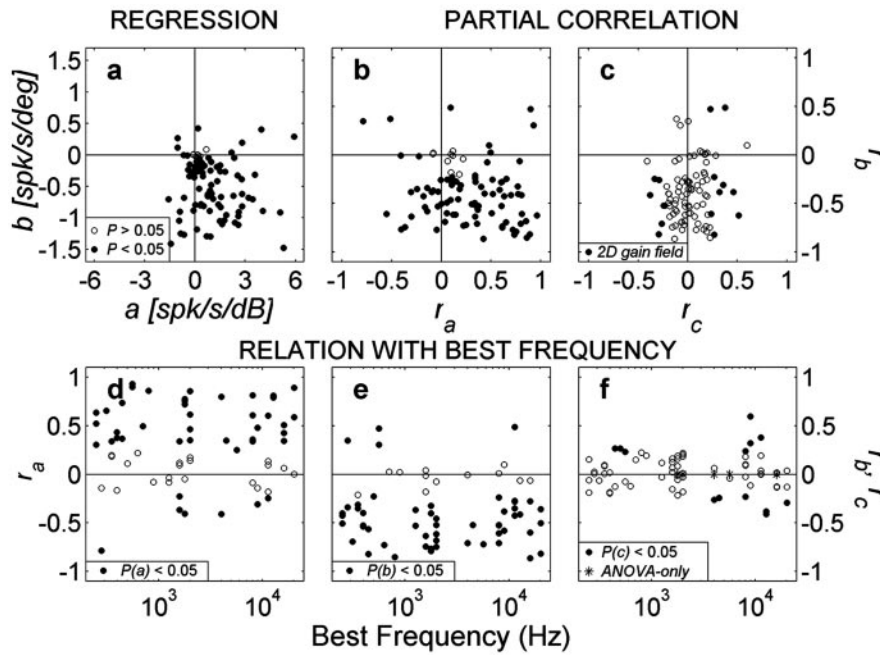 REGRESSION PARTIAL CORRELATION
a b c
1.5 1 0.5 0 -0.5 -1 -1.5
b [spk/s/deg]
P > 0.05
P < 0.05
2D gain field
1 0.5 0 -0.5 -1
r_b
-6 -3 0 3 6 -1 -0.5 0 0.5 1 -1 -0.5 0 0.5 1
a [spk/s/dB] r_a r_c
RELATION WITH BEST FREQUENCY
d e f
1 0.5 0 -0.5 -1
r_a
P(a) < 0.05
P(b) < 0.05
P(c) < 0.05
ANOVA-only
1 0.5 0 -0.5 -1
r_b, r_c
10^3 10^4 10^3 10^4 10^3 10^4
Best Frequency (Hz)